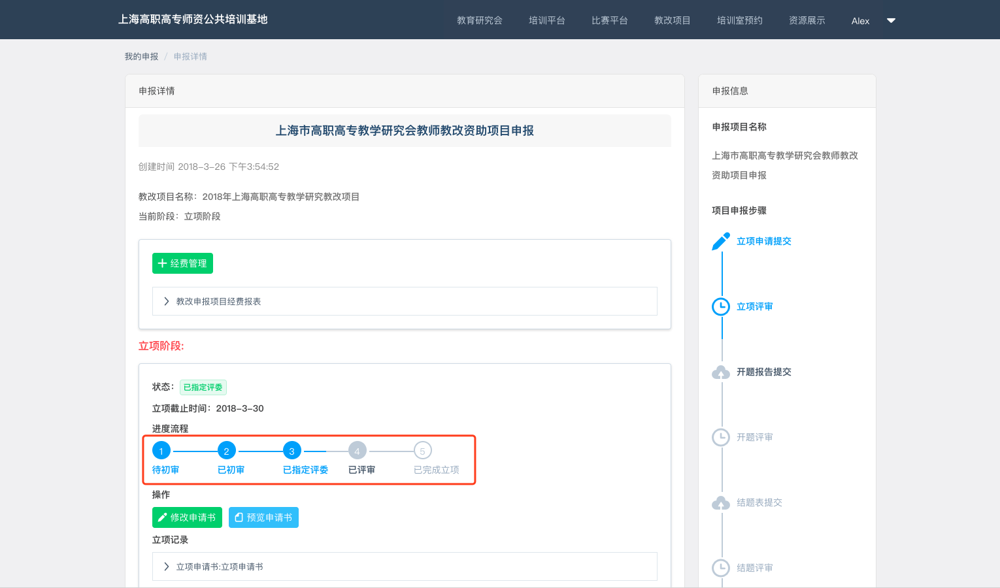 上海高职高专师资公共培训基地
教育研究会 培训平台 比赛平台 教改项目 培训室预约 资源展示 Alex
我的申报 / 申报详情
申报详情
上海市高职高专教学研究会教师教改资助项目申报
创建时间 2018-3-26 下午3:54:52
教改项目名称：2018年上海高职高专教学研究教改项目
当前阶段：立项阶段
经费管理
教改申报项目经费报表
立项阶段:
状态：已指定评委
立项截止时间：2018-3-30
进度流程
1 2 3 4 5
待初审 已初审 已指定评委 已评审 已完成立项
操作
修改申请书 预览申请书
立项记录
立项申请书:立项申请书
申报信息
申报项目名称
上海市高职高专教学研究会教师教改
资助项目申报
项目申报步骤
立项申请提交
立项评审
开题报告提交
开题评审
结题表提交
结题评审